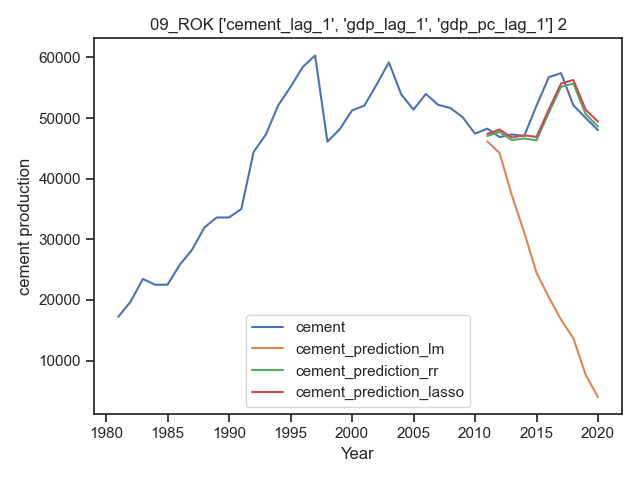 09_ROK ['cement_lag_1', 'gdp_lag_1', 'gdp_pc_lag_1'] 2
cement production
60000
50000
40000
30000
20000
10000
cement
cement_prediction_lm
cement_prediction_rr
cement_prediction_lasso
1980 1985 1990 1995 2000 2005 2010 2015 2020
Year